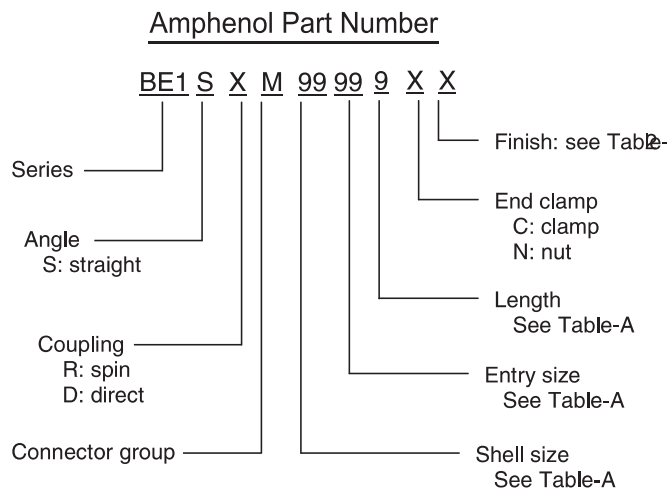 Amphenol Part Number
BE1 S X M 99 99 9 X X
Finish: see Table-2
Series
End clamp
C: clamp
N: nut
Angle
S: straight
Length
See Table-A
Coupling
R: spin
D: direct
Entry size
See Table-A
Connector group
Shell size
See Table-A